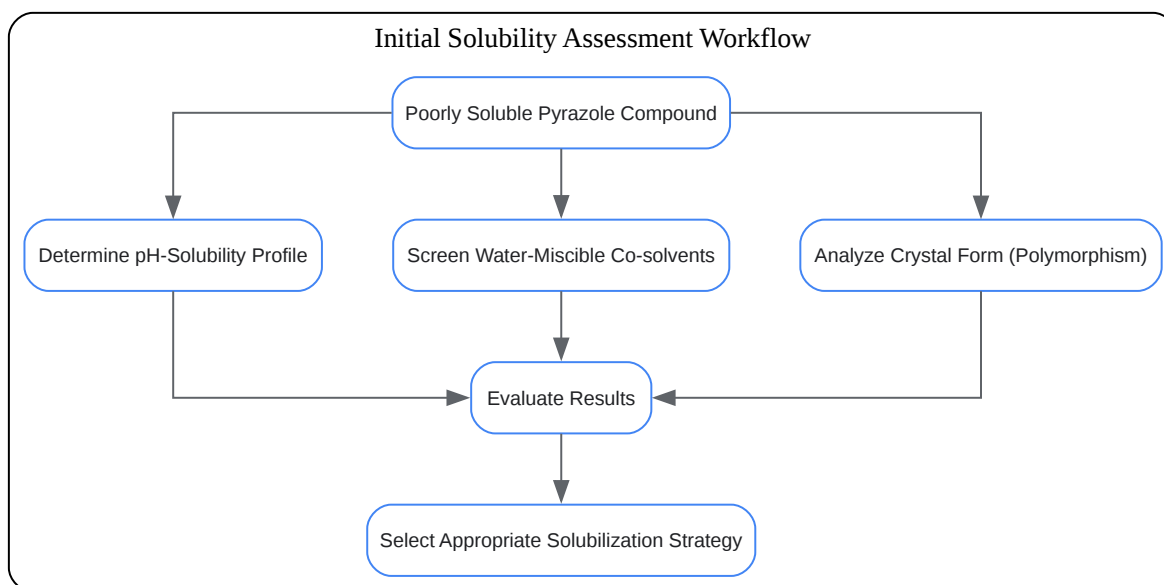 Initial Solubility Assessment Workflow
Poorly Soluble Pyrazole Compound
Determine pH-Solubility Profile
Screen Water-Miscible Co-solvents
Analyze Crystal Form (Polymorphism)
Evaluate Results
Select Appropriate Solubilization Strategy